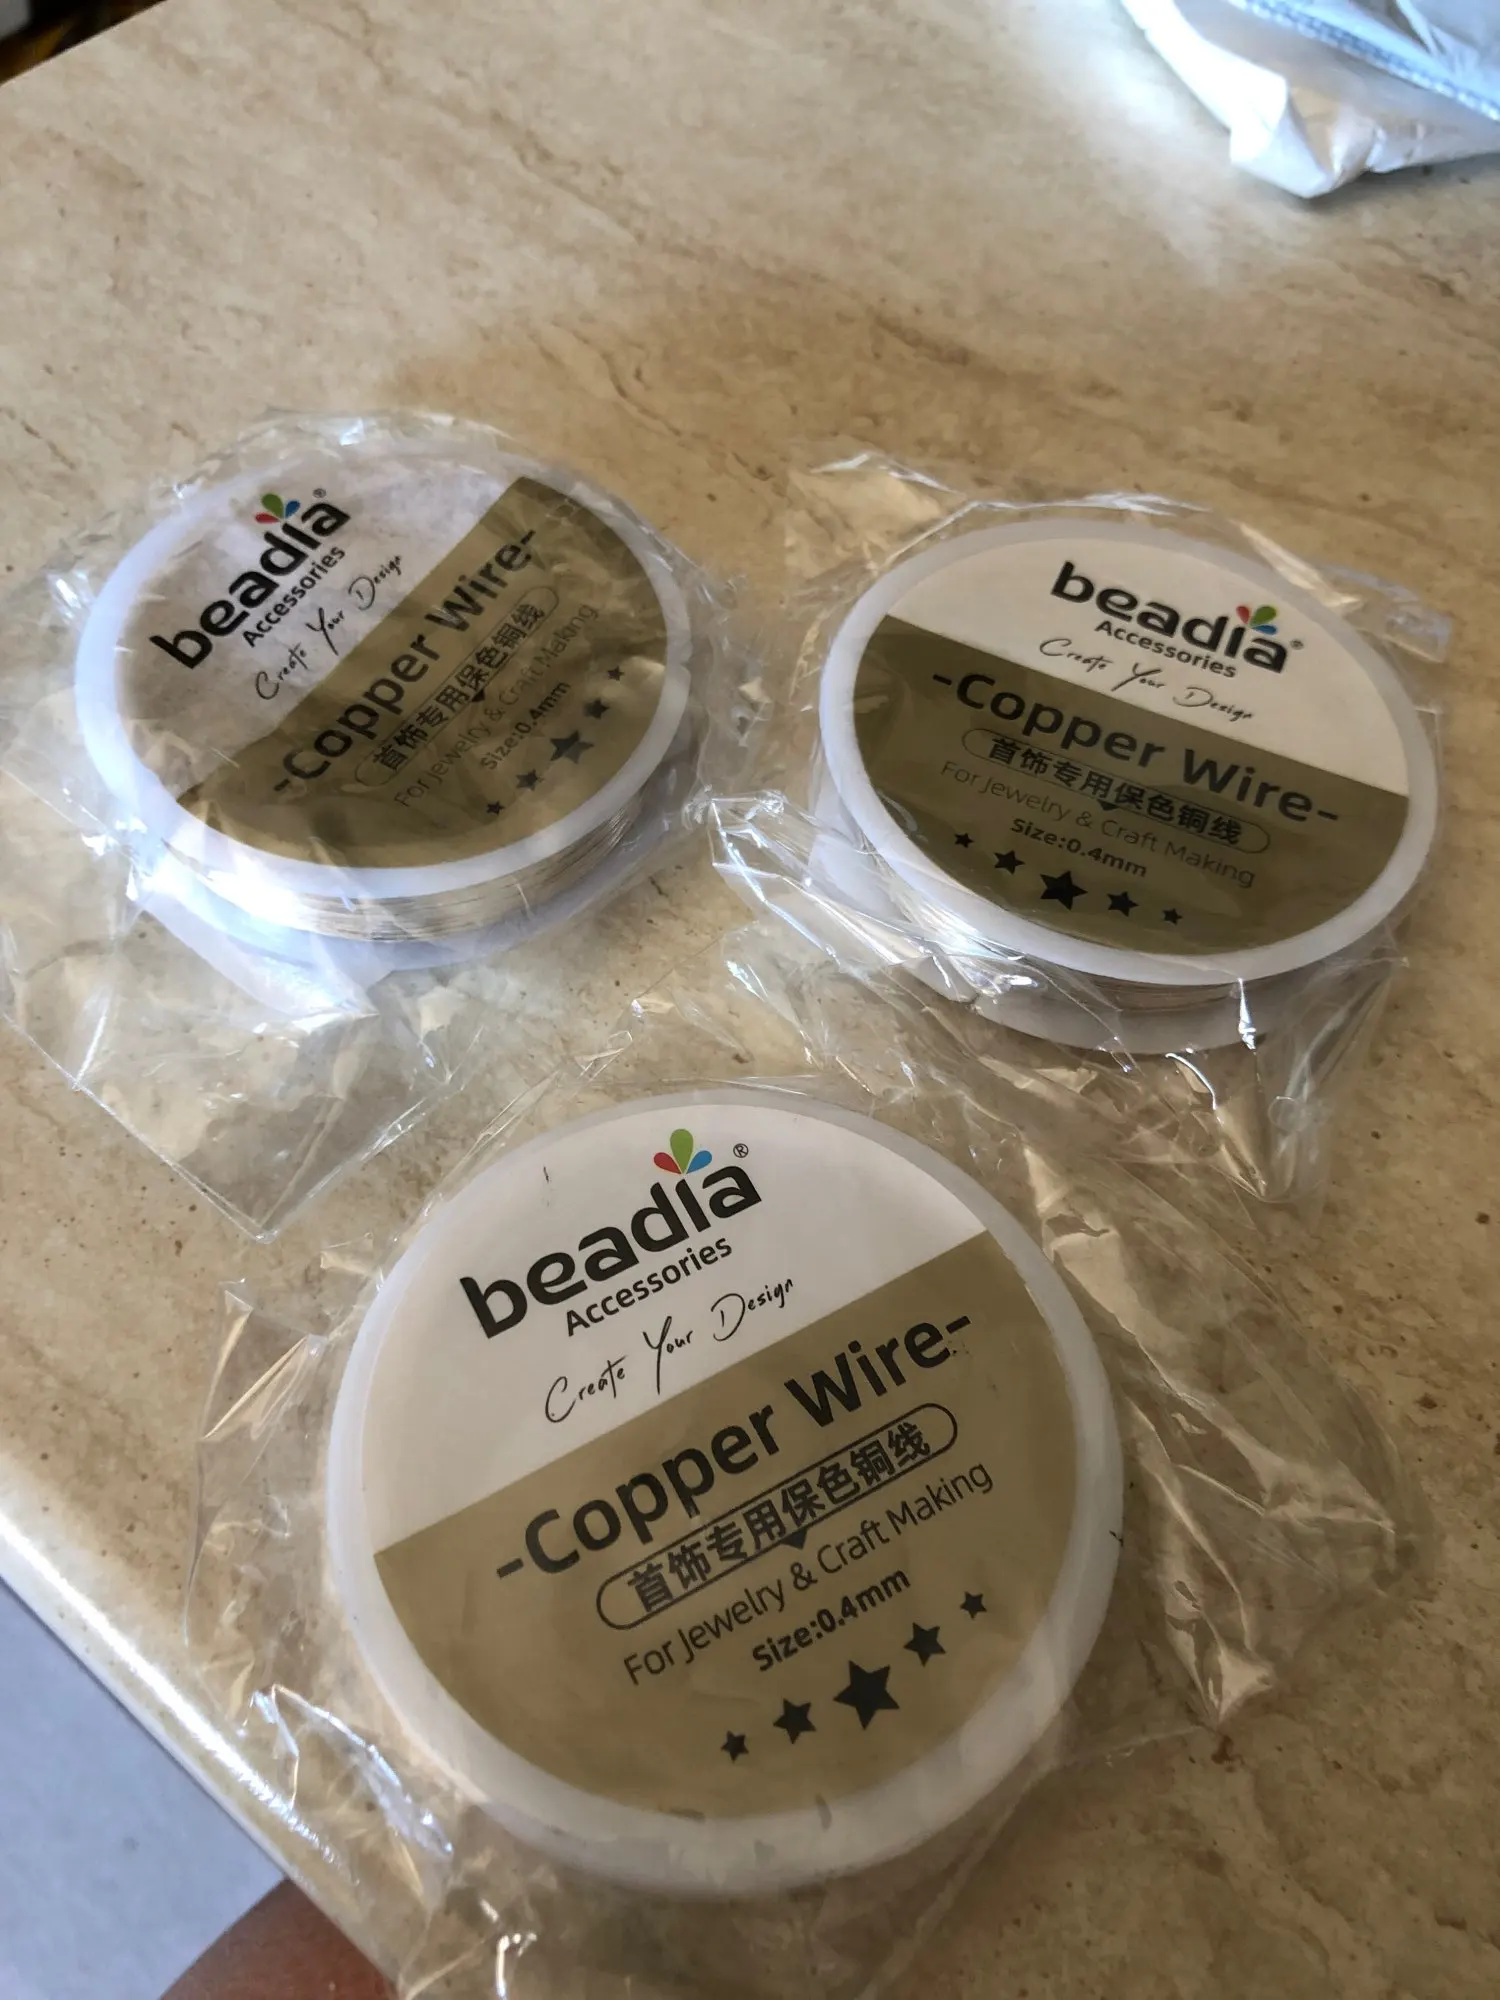 beadia®
Accessories
Create Your Design
-Copper Wire-
首饰专用保色铜线
For Jewelry & Craft Making
Size:0.4mm
beadia®
Accessories
Create Your Design
-Copper Wire-
首饰专用保色铜线
For Jewelry & Craft Making
Size:0.4mm
beadia®
Accessories
Create Your Design
-Copper Wire-
首饰专用保色铜线
For Jewelry & Craft Making
Size:0.4mm